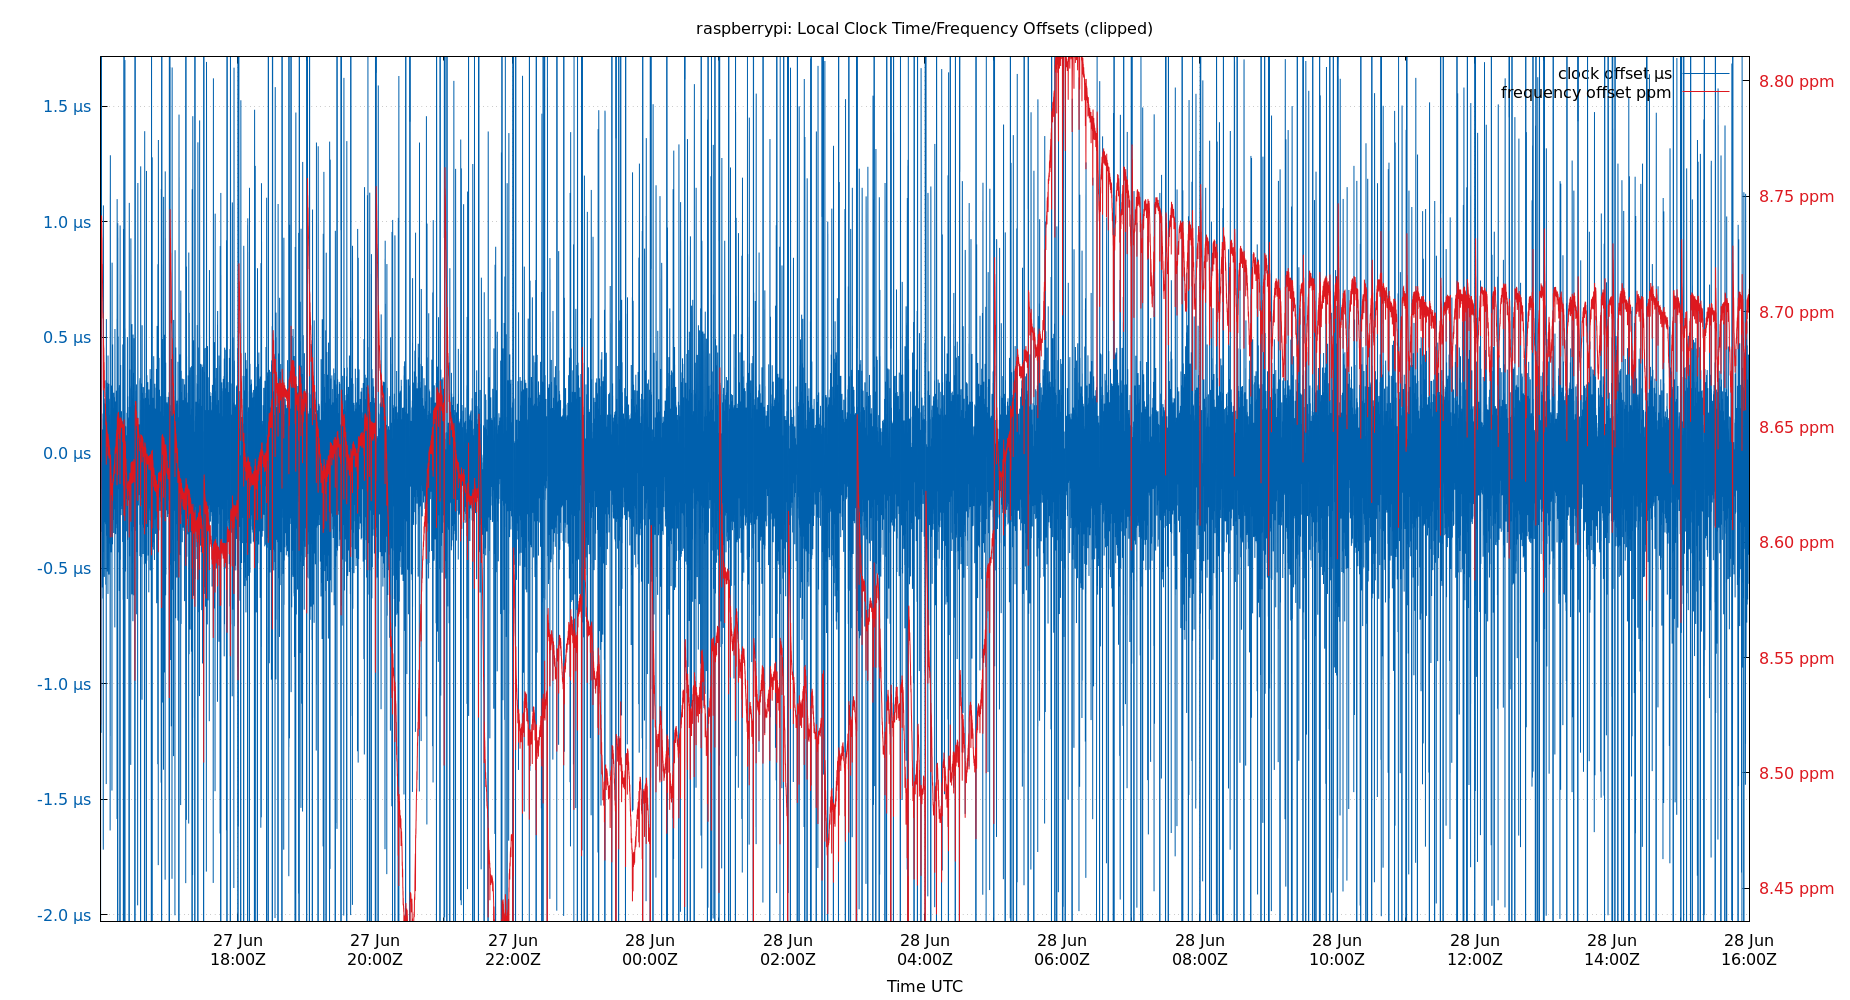 raspberrypi: Local Clock Time/Frequency Offsets (clipped)
clock offset µs
frequency offset ppm
1.5 µs
1.0 µs
0.5 µs
0.0 µs
-0.5 µs
-1.0 µs
-1.5 µs
-2.0 µs
8.80 ppm
8.75 ppm
8.70 ppm
8.65 ppm
8.60 ppm
8.55 ppm
8.50 ppm
8.45 ppm
27 Jun
18:00Z
27 Jun
20:00Z
27 Jun
22:00Z
28 Jun
00:00Z
28 Jun
02:00Z
28 Jun
04:00Z
28 Jun
06:00Z
28 Jun
08:00Z
28 Jun
10:00Z
28 Jun
12:00Z
28 Jun
14:00Z
28 Jun
16:00Z
Time UTC